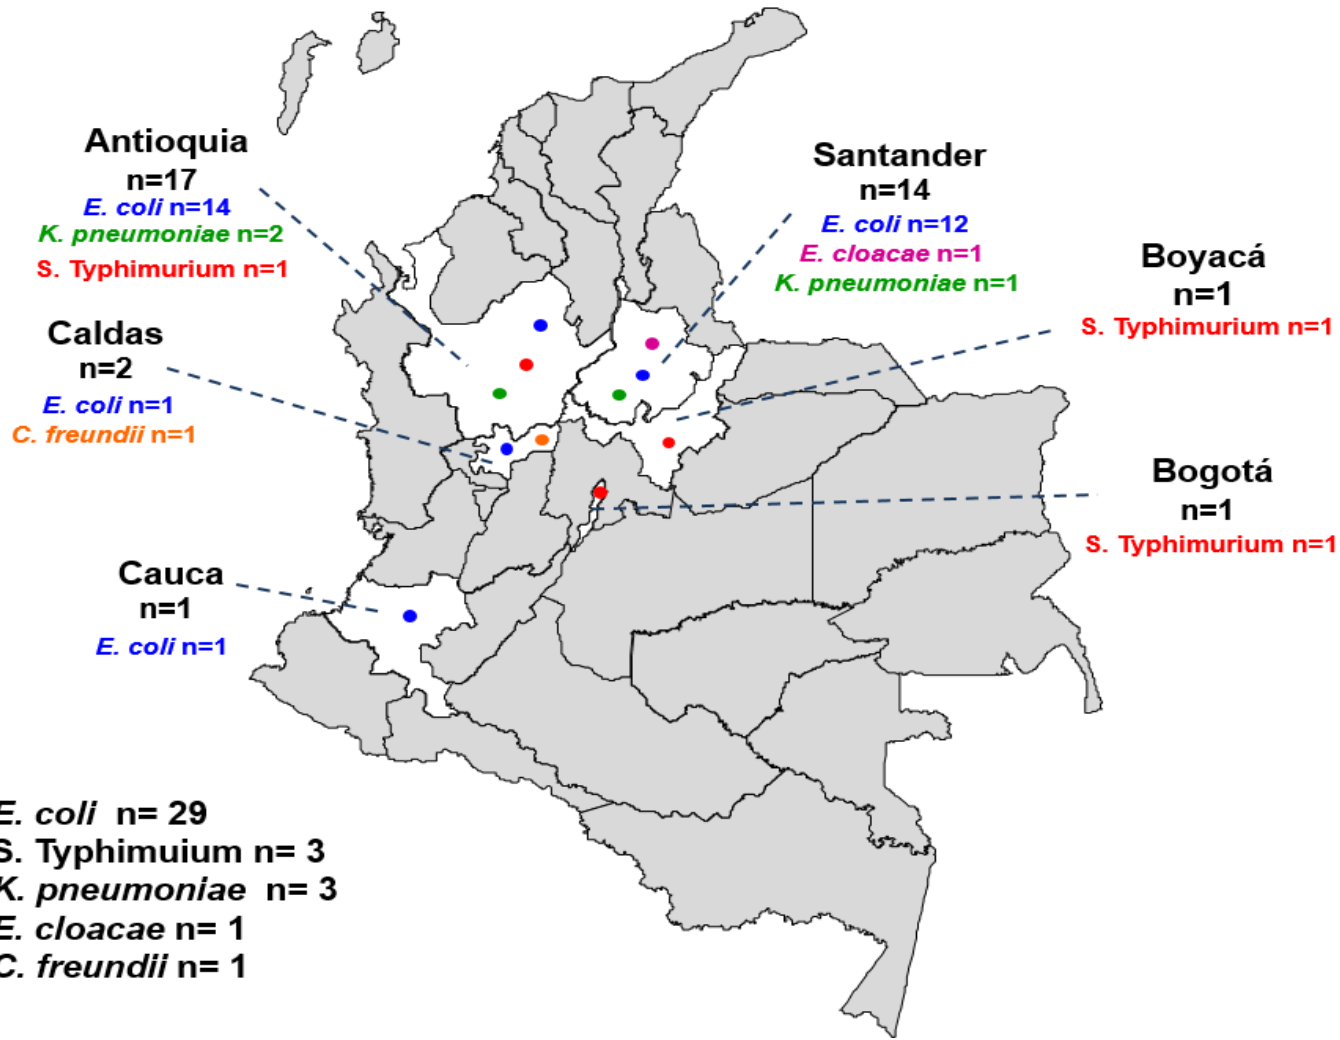 Antioquia
n=17
E. coli n=14
K. pneumoniae n=2
S. Typhimurium n=1
Santander
n=14
E. coli n=12
E. cloacae n=1
K. pneumoniae n=1
Boyacá
n=1
S. Typhimurium n=1
Caldas
n=2
E. coli n=1
C. freundii n=1
Bogotá
n=1
S. Typhimurium n=1
Cauca
n=1
E. coli n=1
E. coli n= 29
S. Typhimuium n= 3
K. pneumoniae n= 3
E. cloacae n= 1
C. freundii n= 1